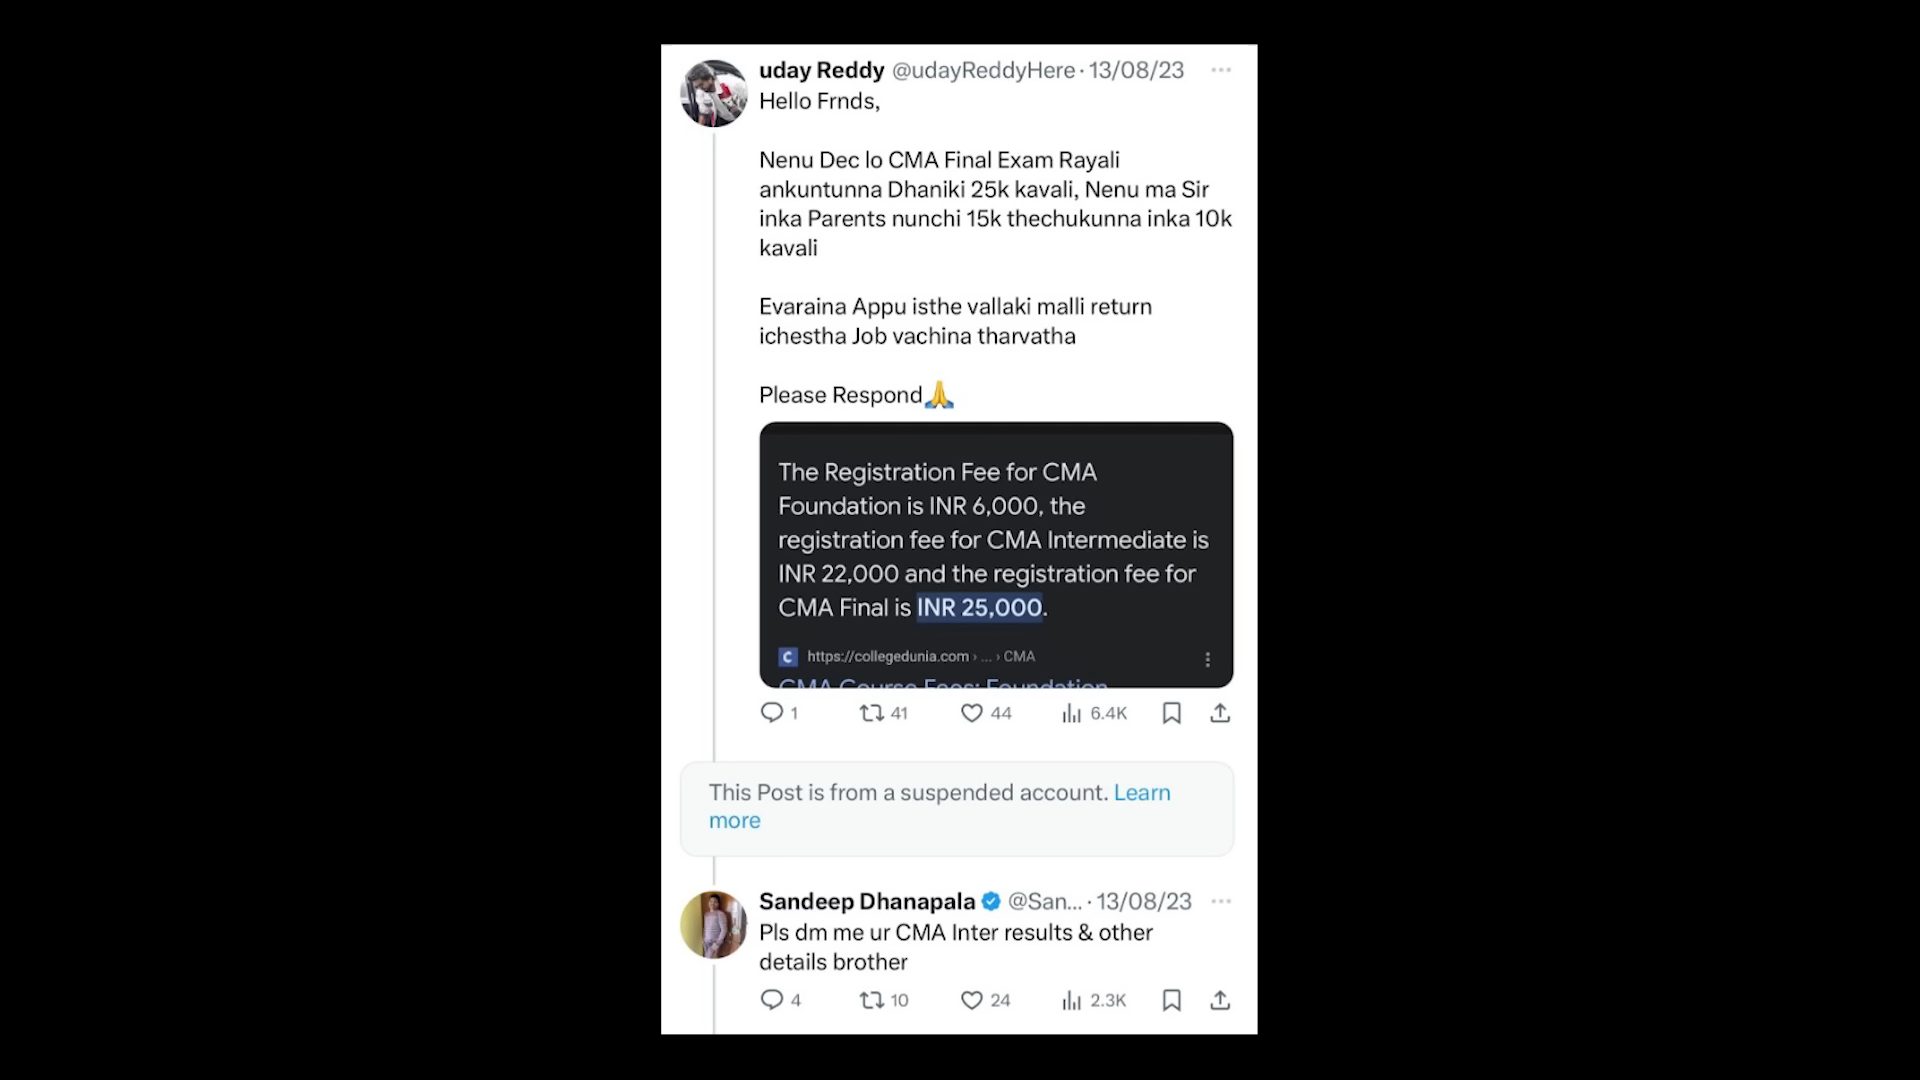 uday Reddy @udayReddyHere · 13/08/23
Hello Frnds,
Nenu Dec lo CMA Final Exam Rayali
ankuntunna Dhaniki 25k kavali, Nenu ma Sir
inka Parents nunchi 15k thechukunna inka 10k
kavali
Evaraina Appu isthe vallaki malli return
ichestha Job vachina tharvatha
Please Respond🙏
The Registration Fee for CMA
Foundation is INR 6,000, the
registration fee for CMA Intermediate is
INR 22,000 and the registration fee for
CMA Final is INR 25,000.
https://collegedunia.com › ... › CMA
CMA Course Fees: Foundation
1 41 44 6.4K
This Post is from a suspended account. Learn
more
Sandeep Dhanapala @San... · 13/08/23
Pls dm me ur CMA Inter results & other
details brother
4 10 24 2.3K